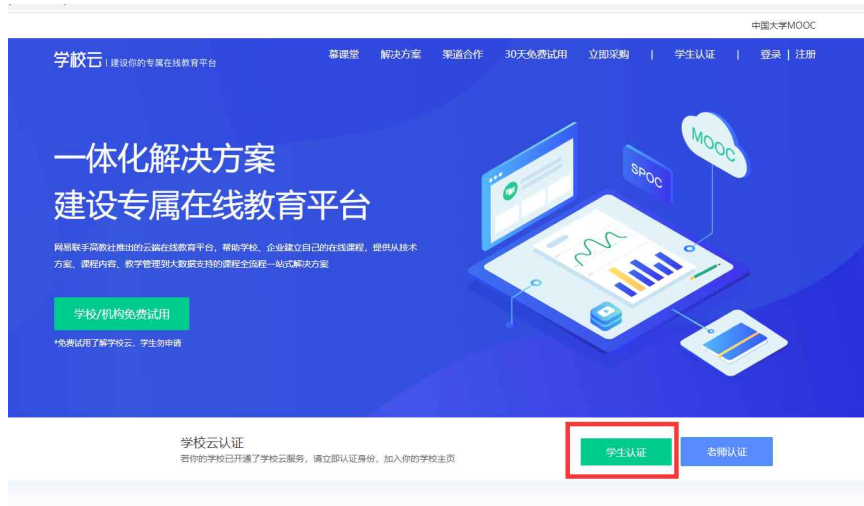 中国大学MOOC
学校云 | 建设你的专属在线教育平台 慕课堂 解决方案 渠道合作 30天免费试用 立即采购 | 学生认证 | 登录 | 注册
一体化解决方案
建设专属在线教育平台
网易联手高教社推出的云端在线教育平台，帮助学校、企业建立自己的在线课程，提供从技术
方案、课程内容、教学管理到大数据支持的课程全流程一站式解决方案
学校/机构免费试用
*免费试用了解学校云，学生勿申请
MOOC
SPOC
学校云认证
若你的学校已开通了学校云服务，请立即认证身份，加入你的学校主页
学生认证
老师认证